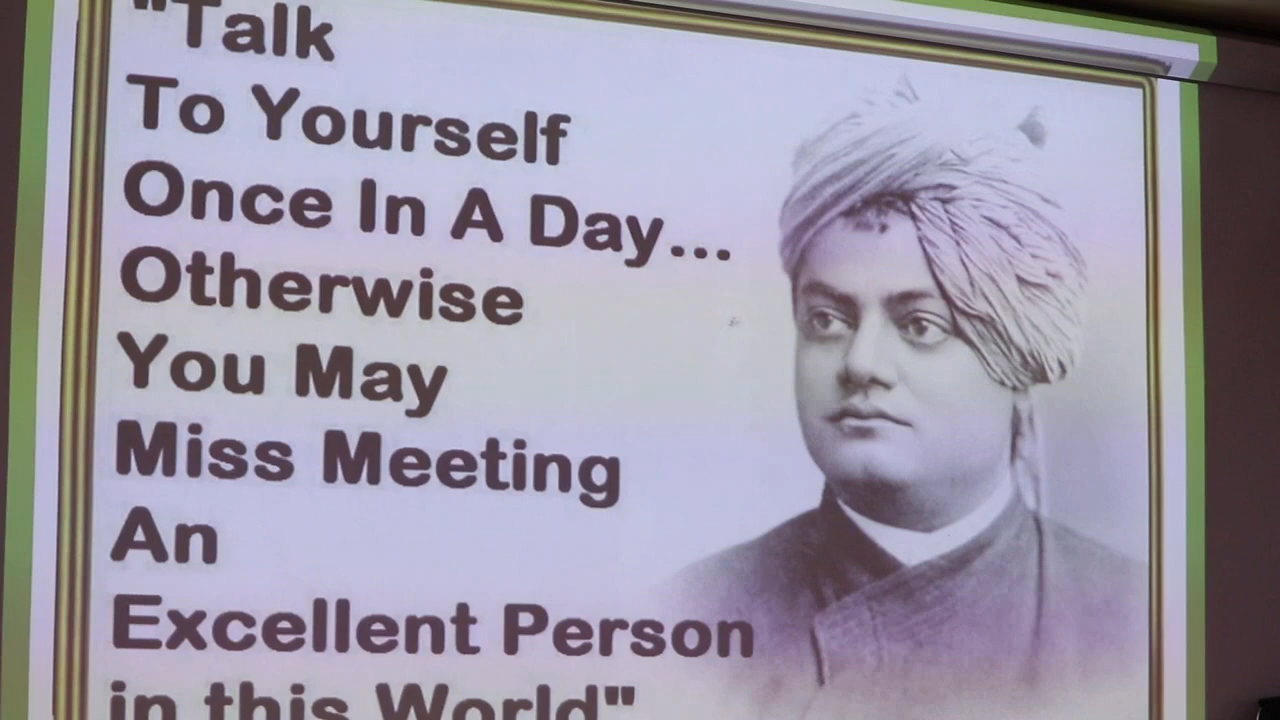 "Talk
To Yourself
Once In A Day...
Otherwise
You May
Miss Meeting
An
Excellent Person
in this World"